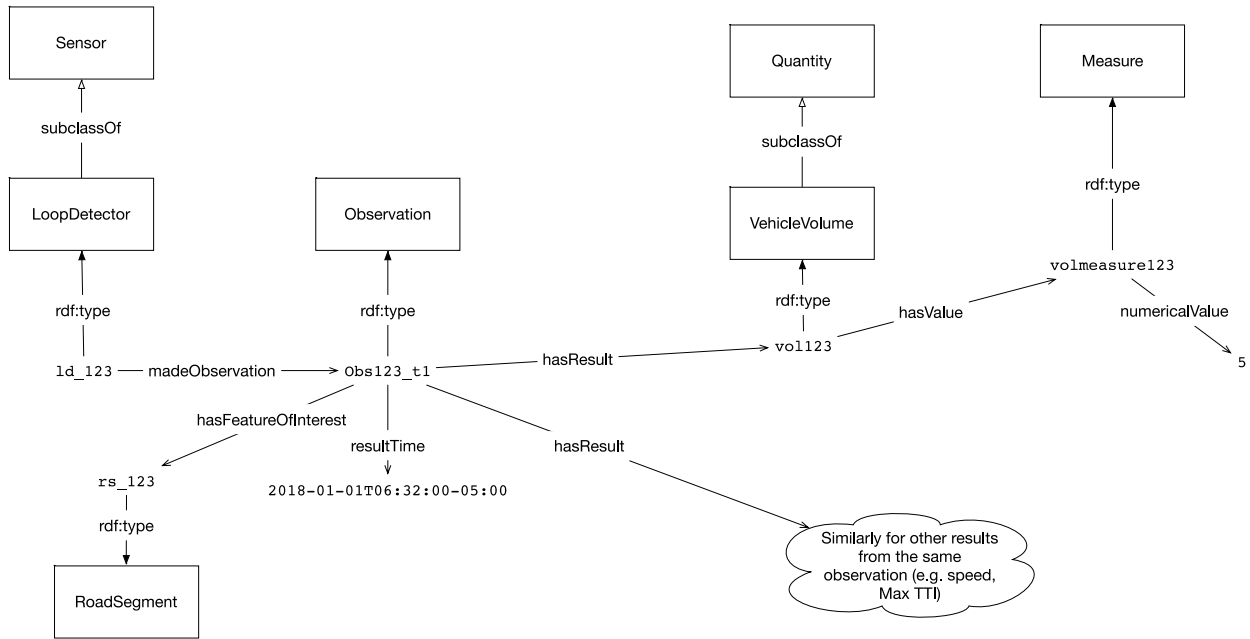 Sensor
Quantity
Measure
subclassOf
subclassOf
rdf:type
LoopDetector
Observation
VehicleVolume
volmeasure123
rdf:type
rdf:type
rdf:type
hasValue
numericalValue
vol123
hasResult
5
ld_123
madeObservation
Obs123_t1
hasFeatureOfInterest
resultTime
hasResult
rs_123
2018-01-01T06:32:00-05:00
rdf:type
Similarly for other results
from the same
observation (e.g. speed,
Max TTI)
RoadSegment